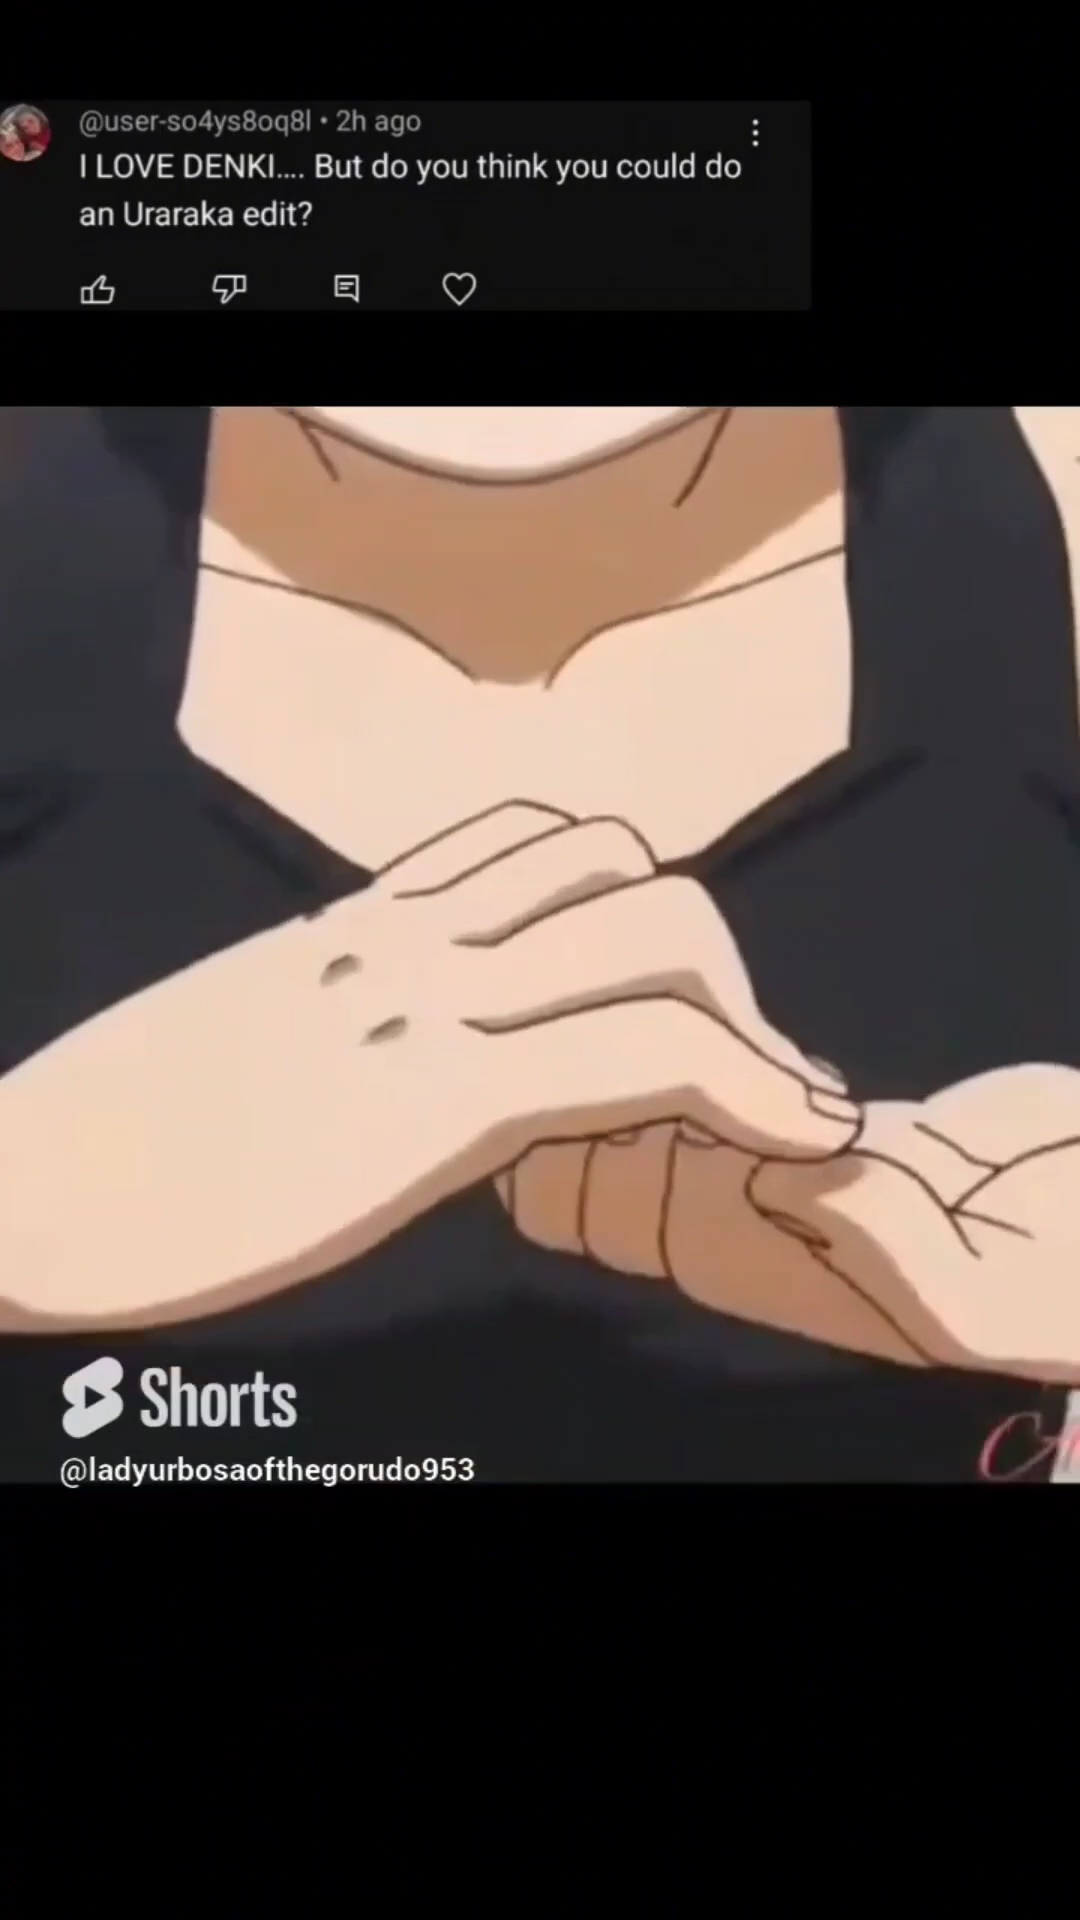 @user-so4ys8oq8l • 2h ago
I LOVE DENKI.... But do you think you could do
an Uraraka edit?
Shorts
@ladyurbosaofthegorudo953